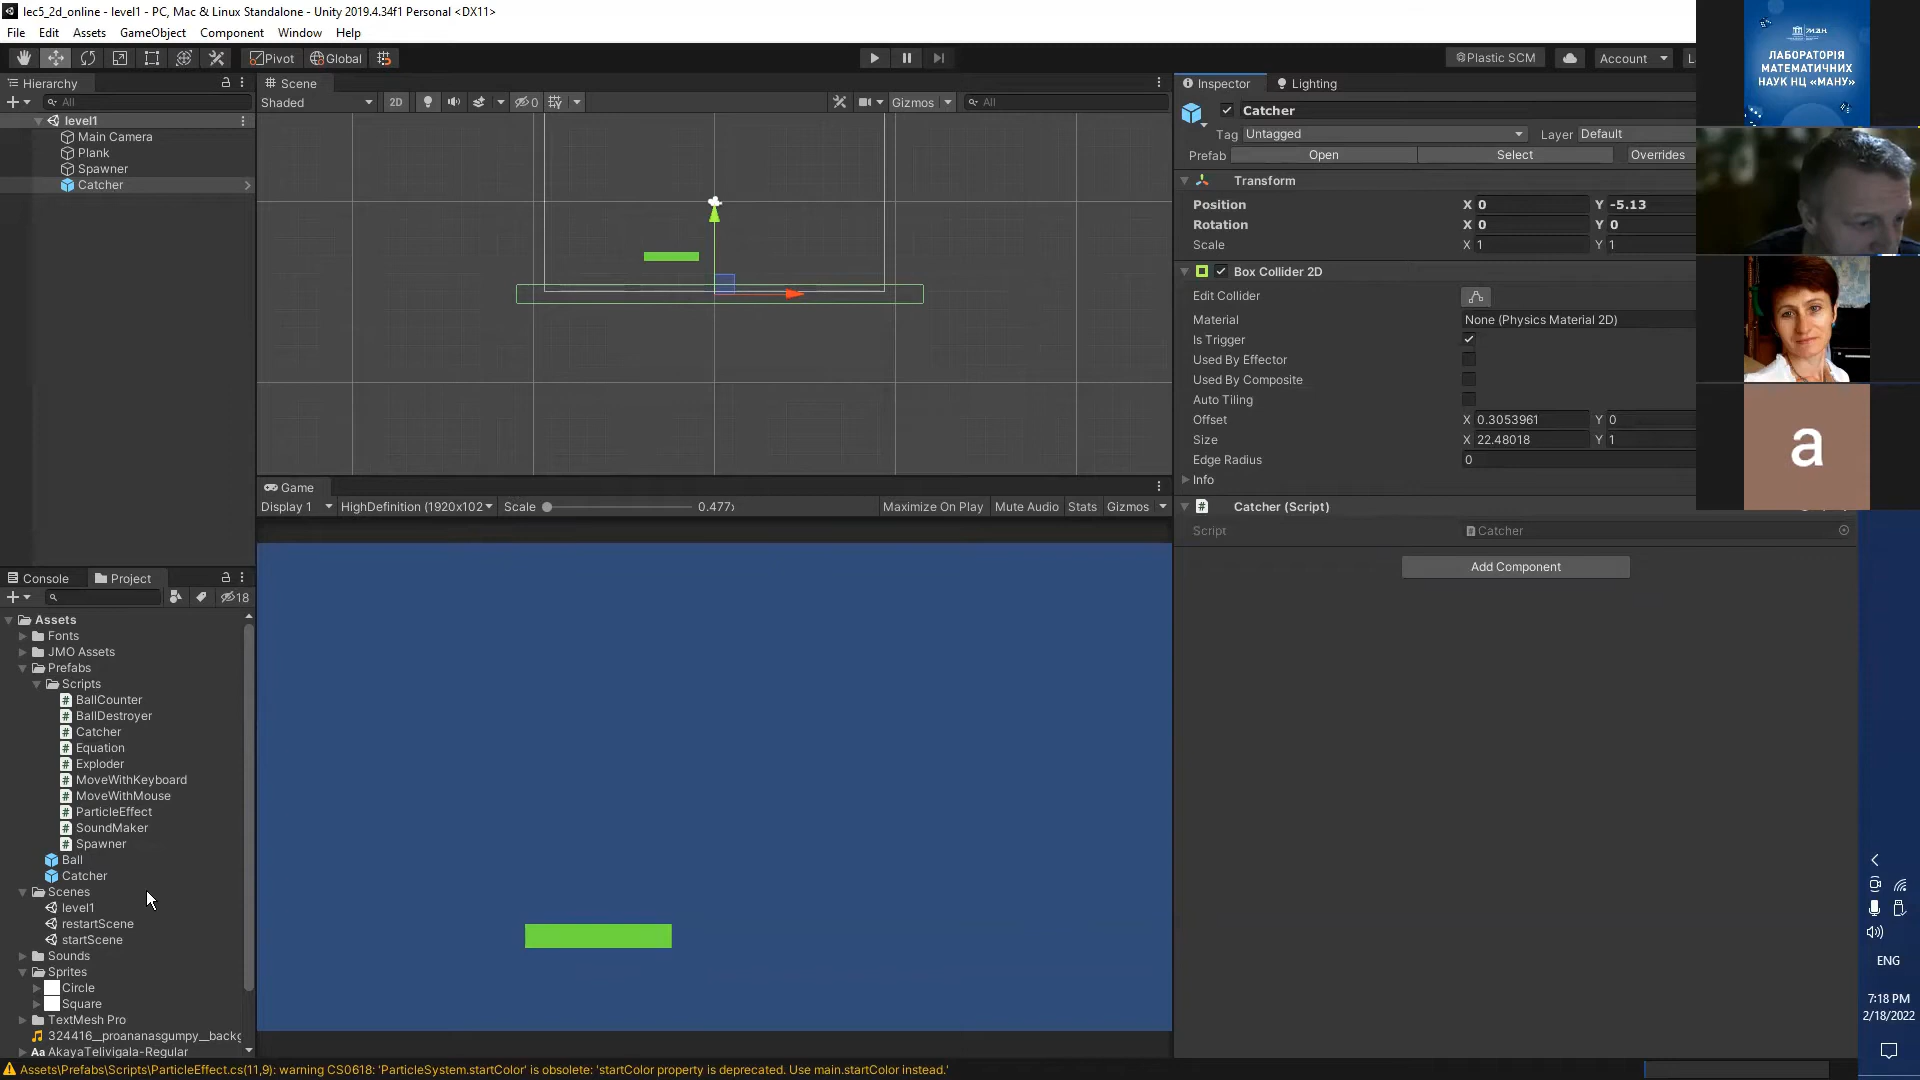 lec5_2d_online - level1 - PC, Mac & Linux Standalone - Unity 2019.4.34f1 Personal <DX11>
File Edit Assets GameObject Component Window Help
Pivot Global Plastic SCM Account L
Hierarchy
All
level1
Main Camera
Plank
Spawner
Catcher
Scene
Shaded 2D 0 Gizmos All
Game
Display 1 HighDefinition (1920x102 Scale 0.477 Maximize On Play Mute Audio Stats Gizmos
Console Project
18
Assets
Fonts
JMO Assets
Prefabs
Scripts
BallCounter
BallDestroyer
Catcher
Equation
Exploder
MoveWithKeyboard
MoveWithMouse
ParticleEffect
SoundMaker
Spawner
Ball
Catcher
Scenes
level1
restartScene
startScene
Sounds
Sprites
Circle
Square
TextMesh Pro
324416__proananasgumpy__backg
Aa AkayaTelivigala-Regular
Inspector Lighting
Catcher
Tag Untagged Layer Default
Prefab Open Select Overrides
Transform
Position X 0 Y -5.13
Rotation X 0 Y 0
Scale X 1 Y 1
Box Collider 2D
Edit Collider
Material None (Physics Material 2D)
Is Trigger
Used By Effector
Used By Composite
Auto Tiling
Offset X 0.3053961 Y 0
Size X 22.48018 Y 1
Edge Radius 0
Info
Catcher (Script)
Script Catcher
Add Component
М.А.Н.
ЛАБОРАТОРІЯ
МАТЕМАТИЧНИХ
НАУК НЦ «МАНУ»
a
ENG
7:18 PM
2/18/2022
Assets\Prefabs\Scripts\ParticleEffect.cs(11,9): warning CS0618: 'ParticleSystem.startColor' is obsolete: 'startColor property is deprecated. Use main.startColor instead.'